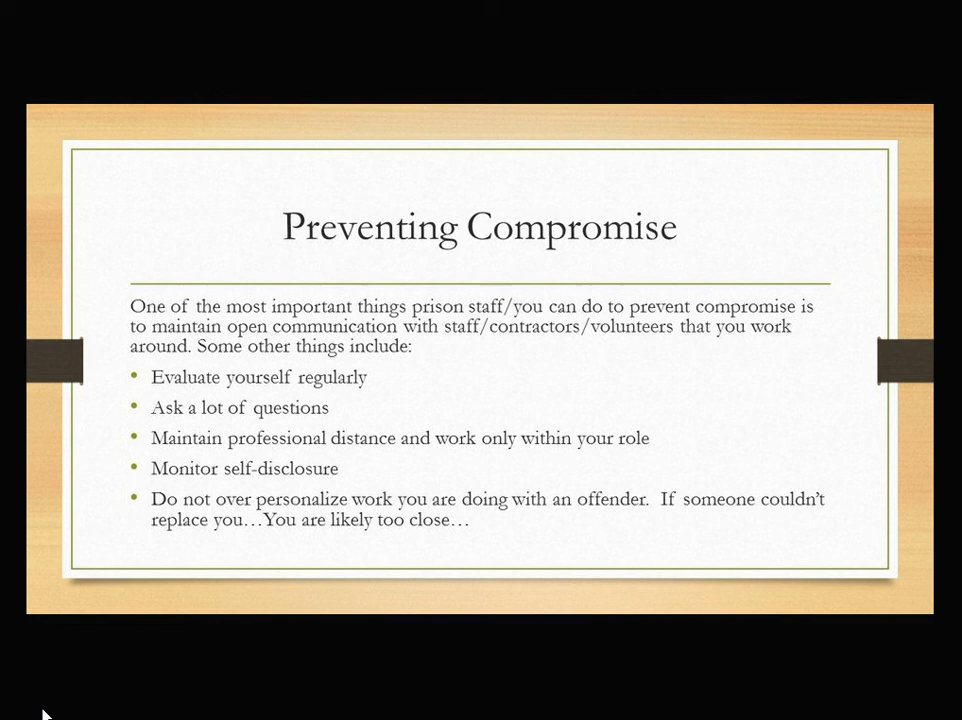 Preventing Compromise
One of the most important things prison staff/you can do to prevent compromise is
to maintain open communication with staff/contractors/volunteers that you work
around. Some other things include:
• Evaluate yourself regularly
• Ask a lot of questions
• Maintain professional distance and work only within your role
• Monitor self-disclosure
• Do not over personalize work you are doing with an offender.  If someone couldn’t
replace you…You are likely too close…